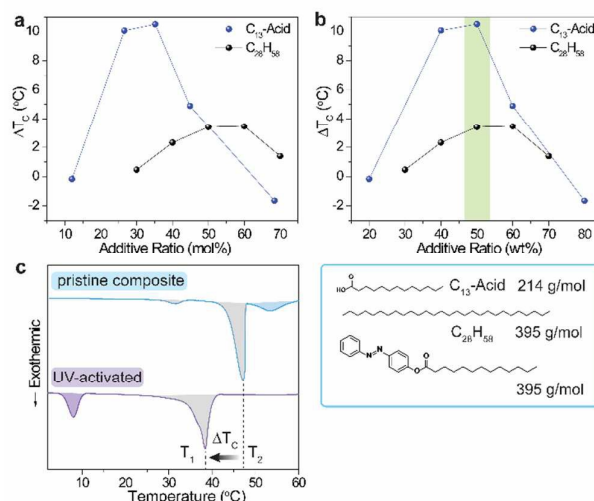 a
ΔT_C (°C)
10
8
6
4
2
0
-2
C₁₃-Acid
C₂₈H₅₈
10 20 30 40 50 60 70
Additive Ratio (mol%)
b
ΔT_C (°C)
10
8
6
4
2
0
-2
C₁₃-Acid
C₂₈H₅₈
20 30 40 50 60 70 80
Additive Ratio (wt%)
c
← Exothermic
pristine composite
UV-activated
ΔT_C
T₁ T₂
0 20 40 60
Temperature (°C)
O
HO
C₁₃-Acid 214 g/mol
C₂₈H₅₈ 395 g/mol
N
N
O
O
395 g/mol